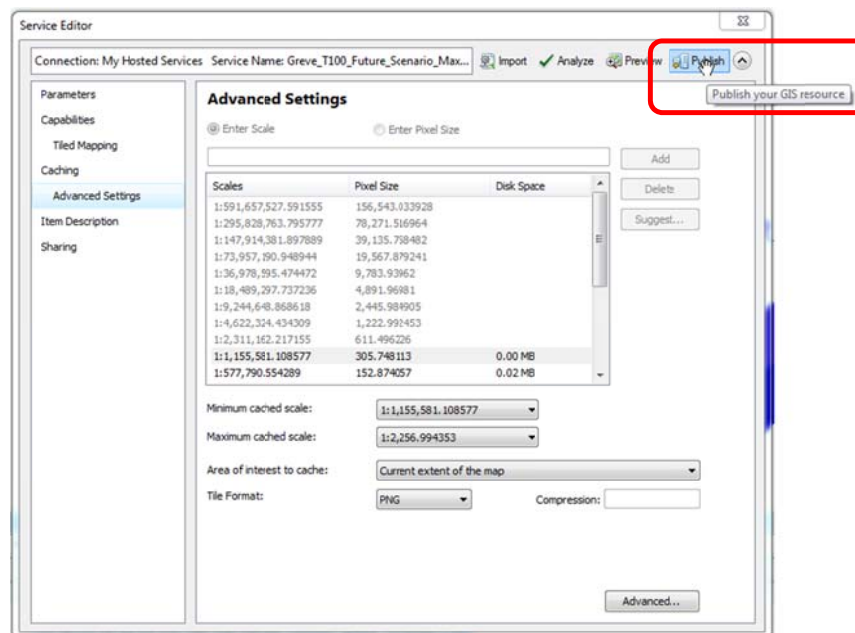 Service Editor
Connection: My Hosted Services Service Name: Greve_T100_Future_Scenario_Max... Import Analyze Preview Publish
Publish your GIS resource
Parameters
Capabilities
Tiled Mapping
Caching
Advanced Settings
Item Description
Sharing
Advanced Settings
Enter Scale Enter Pixel Size
Add
Delete
Suggest...
Scales Pixel Size Disk Space
1:591,657,527.591555 156,543.033928
1:295,828,763.795777 78,271.516964
1:147,914,381.897889 39,135.758482
1:73,957,190.948944 19,567.879241
1:36,978,595.474472 9,783.93962
1:18,489,297.737236 4,891.96981
1:9,244,648.868618 2,445.984905
1:4,622,324.434309 1,222.992453
1:2,311,162.217155 611.496226
1:1,155,581.108577 305.748113 0.00 MB
1:577,790.554289 152.874057 0.02 MB
Minimum cached scale: 1:1,155,581.108577
Maximum cached scale: 1:2,256.994353
Area of interest to cache: Current extent of the map
Tile Format: PNG Compression:
Advanced...